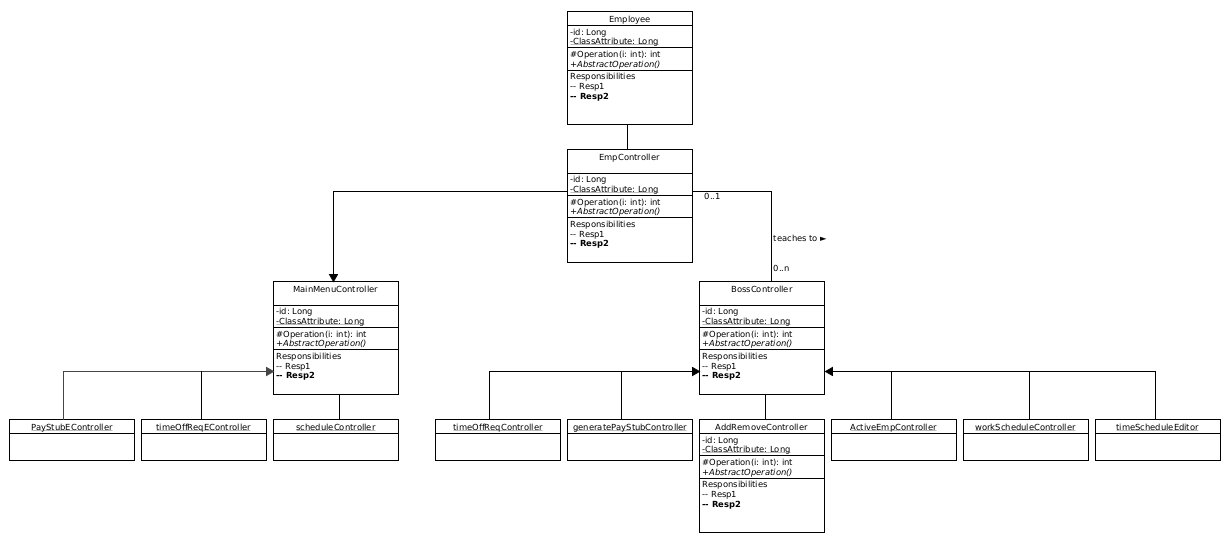 Employee
-id: Long
-ClassAttribute: Long
#Operation(i: int): int
+AbstractOperation()
Responsibilities
-- Resp1
-- Resp2
EmpController
-id: Long
-ClassAttribute: Long
#Operation(i: int): int
+AbstractOperation()
Responsibilities
-- Resp1
-- Resp2
0..1
teaches to ►
0..n
MainMenuController
-id: Long
-ClassAttribute: Long
#Operation(i: int): int
+AbstractOperation()
Responsibilities
-- Resp1
-- Resp2
BossController
-id: Long
-ClassAttribute: Long
#Operation(i: int): int
+AbstractOperation()
Responsibilities
-- Resp1
-- Resp2
PayStubEController
timeOffReqEController
scheduleController
timeOffReqController
generatePayStubController
AddRemoveController
-id: Long
-ClassAttribute: Long
#Operation(i: int): int
+AbstractOperation()
Responsibilities
-- Resp1
-- Resp2
ActiveEmpController
workScheduleController
timeScheduleEditor